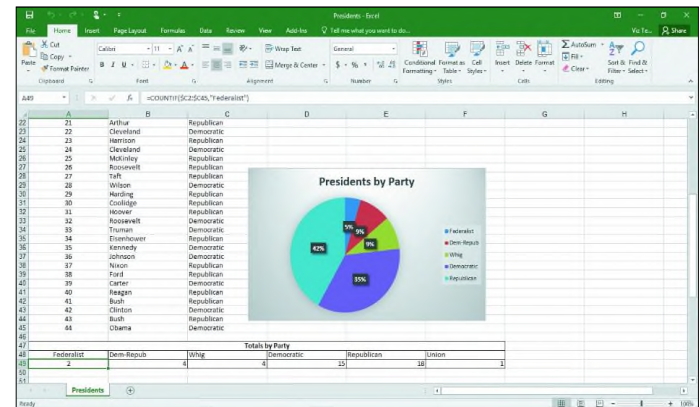 Presidents - Excel
File Home Insert Page Layout Formulas Data Review View Add-Ins Tell me what you want to do... Vic Te... Share
Paste
Cut
Copy
Format Painter
Calibri 11
B I U
Wrap Text
Merge & Center
General
$ % ,
Conditional Formatting
Format as Table
Cell Styles
Insert Delete Format
AutoSum
Fill
Clear
Sort & Filter
Find & Select
Clipboard Font Alignment Number Styles Cells Editing
A49 =COUNTIF($C2:$C45,"Federalist")
A B C D E F G H
22 21 Arthur Republican
23 22 Cleveland Democratic
24 23 Harrison Republican
25 24 Cleveland Democratic
26 25 McKinley Republican
27 26 Roosevelt Republican
28 27 Taft Republican
29 28 Wilson Democratic
30 29 Harding Republican
31 30 Coolidge Republican
32 31 Hoover Republican
33 32 Roosevelt Democratic
34 33 Truman Democratic
35 34 Eisenhower Republican
36 35 Kennedy Democratic
37 36 Johnson Democratic
38 37 Nixon Republican
39 38 Ford Republican
40 39 Carter Democratic
41 40 Reagan Republican
42 41 Bush Republican
43 42 Clinton Democratic
44 43 Bush Republican
45 44 Obama Democratic
46
47 Totals by Party
48 Federalist Dem-Repub Whig Democratic Republican Union
49 2 4 4 15 18 1
50
51
Presidents by Party
5%
9%
9%
35%
42%
Federalist
Dem-Repub
Whig
Democratic
Republican
Presidents
Ready 100%